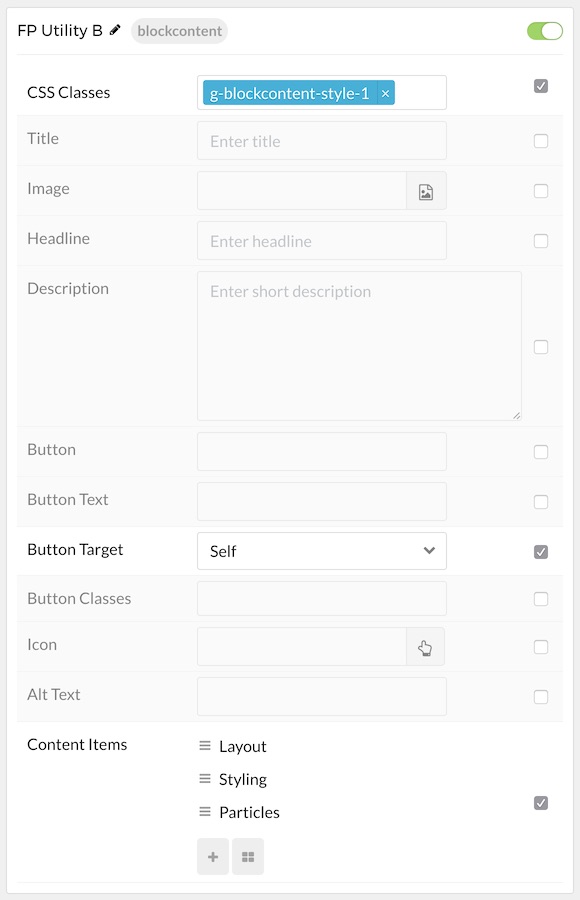 FP Utility B blockcontent
CSS Classes g-blockcontent-style-1 ×
Title Enter title
Image
Headline Enter headline
Description Enter short description
Button
Button Text
Button Target Self
Button Classes
Icon
Alt Text
Content Items Layout
Styling
Particles